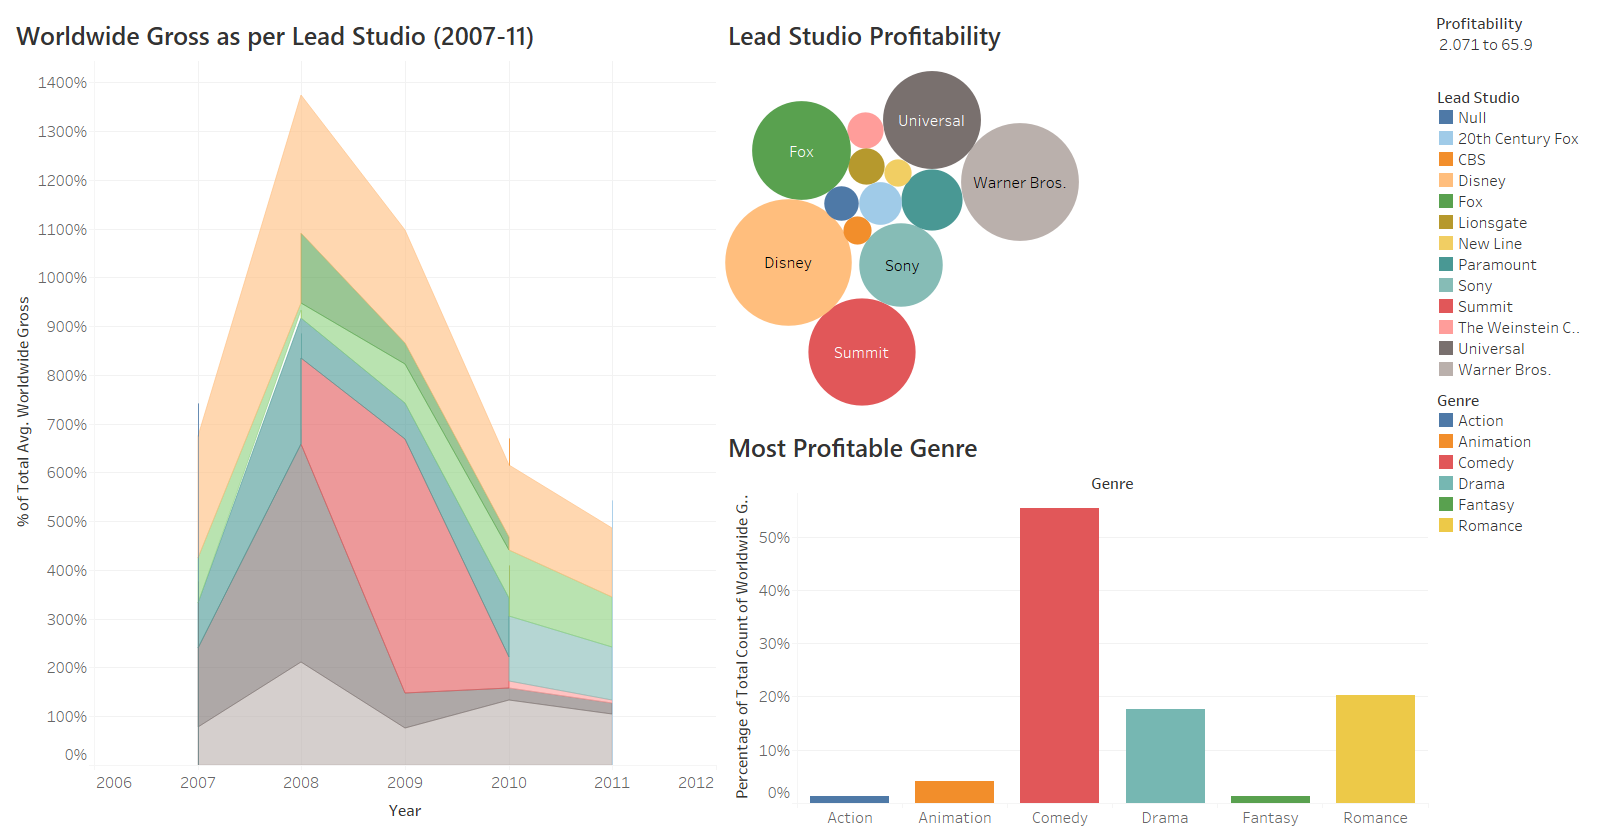 Worldwide Gross as per Lead Studio (2007-11)
% of Total Avg. Worldwide Gross
1400%
1300%
1200%
1100%
1000%
900%
800%
700%
600%
500%
400%
300%
200%
100%
0%
2006 2007 2008 2009 2010 2011 2012
Year
Lead Studio Profitability
Universal
Fox
Warner Bros.
Disney
Sony
Summit
Most Profitable Genre
Genre
Percentage of Total Count of Worldwide G..
50%
40%
30%
20%
10%
0%
Action Animation Comedy Drama Fantasy Romance
Profitability
2.071 to 65.9
Lead Studio
Null
20th Century Fox
CBS
Disney
Fox
Lionsgate
New Line
Paramount
Sony
Summit
The Weinstein C..
Universal
Warner Bros.
Genre
Action
Animation
Comedy
Drama
Fantasy
Romance